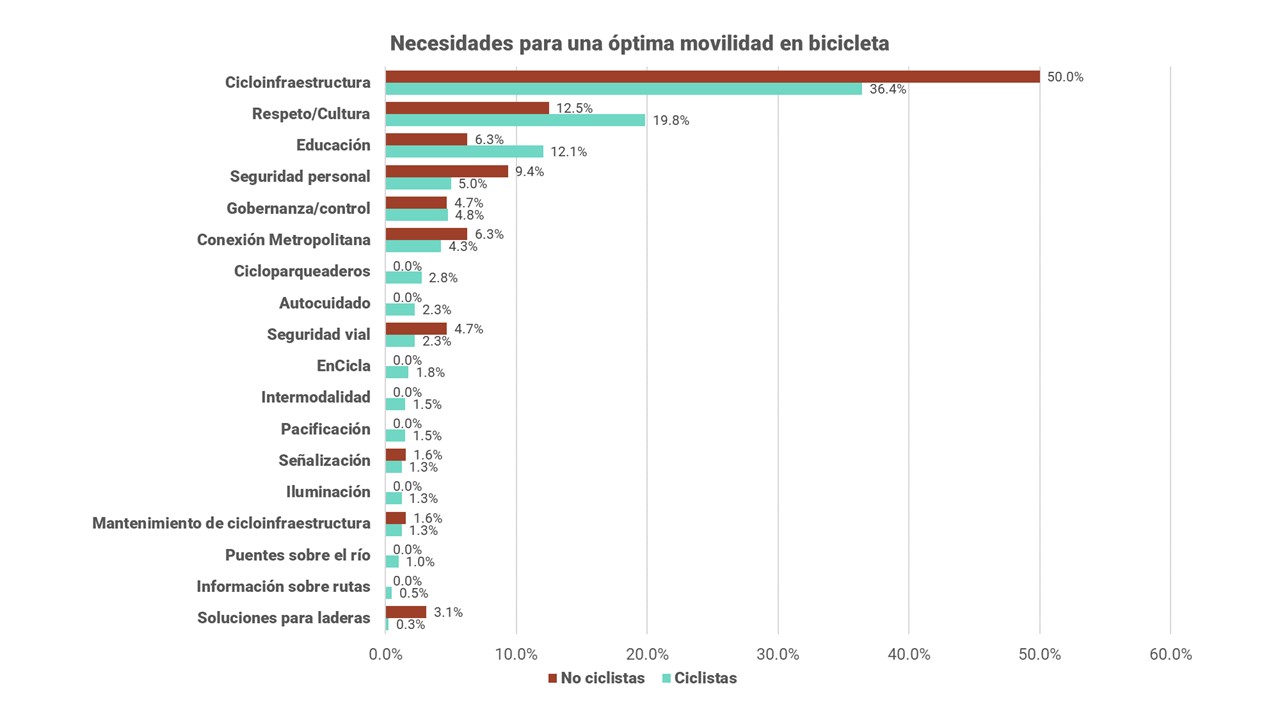 Necesidades para una óptima movilidad en bicicleta
Cicloinfraestructura
50.0%
36.4%
Respeto/Cultura
12.5%
19.8%
Educación
6.3%
12.1%
Seguridad personal
9.4%
5.0%
Gobernanza/control
4.7%
4.8%
Conexión Metropolitana
6.3%
4.3%
Cicloparqueaderos
0.0%
2.8%
Autocuidado
0.0%
2.3%
Seguridad vial
4.7%
2.3%
EnCicla
0.0%
1.8%
Intermodalidad
0.0%
1.5%
Pacificación
0.0%
1.5%
Señalización
1.6%
1.3%
Iluminación
0.0%
1.3%
Mantenimiento de cicloinfraestructura
1.6%
1.3%
Puentes sobre el río
0.0%
1.0%
Información sobre rutas
0.0%
0.5%
Soluciones para laderas
3.1%
0.3%
0.0% 10.0% 20.0% 30.0% 40.0% 50.0% 60.0%
No ciclistas Ciclistas